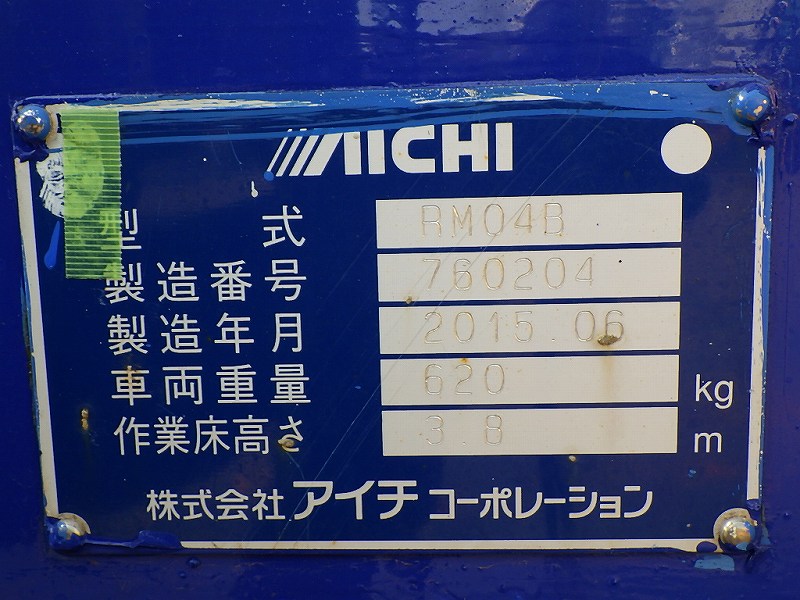 AICHI
型式 RM04B
製造番号 760204
製造年月 2015.06
車両重量 620 kg
作業床高さ 3.8 m
株式会社アイチコーポレーション